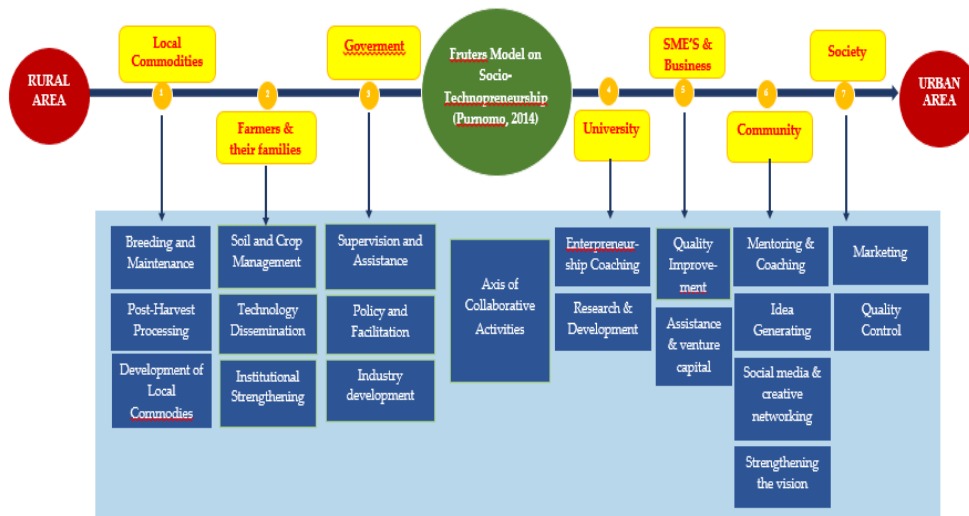 Local
Commodities
Goverment
Fruters Model on
Socio-
Technopreneurship
(Purnomo, 2014)
SME'S &
Business
Society
RURAL
AREA
1
2
3
4
5
6
7
URBAN
AREA
Farmers &
their families
University
Community
Breeding and
Maintenance
Post-Harvest
Processing
Development of
Local
Commodies
Soil and Crop
Management
Technology
Dissemination
Institutional
Strengthening
Supervision and
Assistance
Policy and
Facilitation
Industry
development
Axis of
Collaborative
Activities
Enterpreneur-
ship Coaching
Research &
Development
Quality
Improve-
ment
Assistance
& venture
capital
Mentoring &
Coaching
Idea
Generating
Social media &
creative
networking
Strengthening
the vision
Marketing
Quality
Control